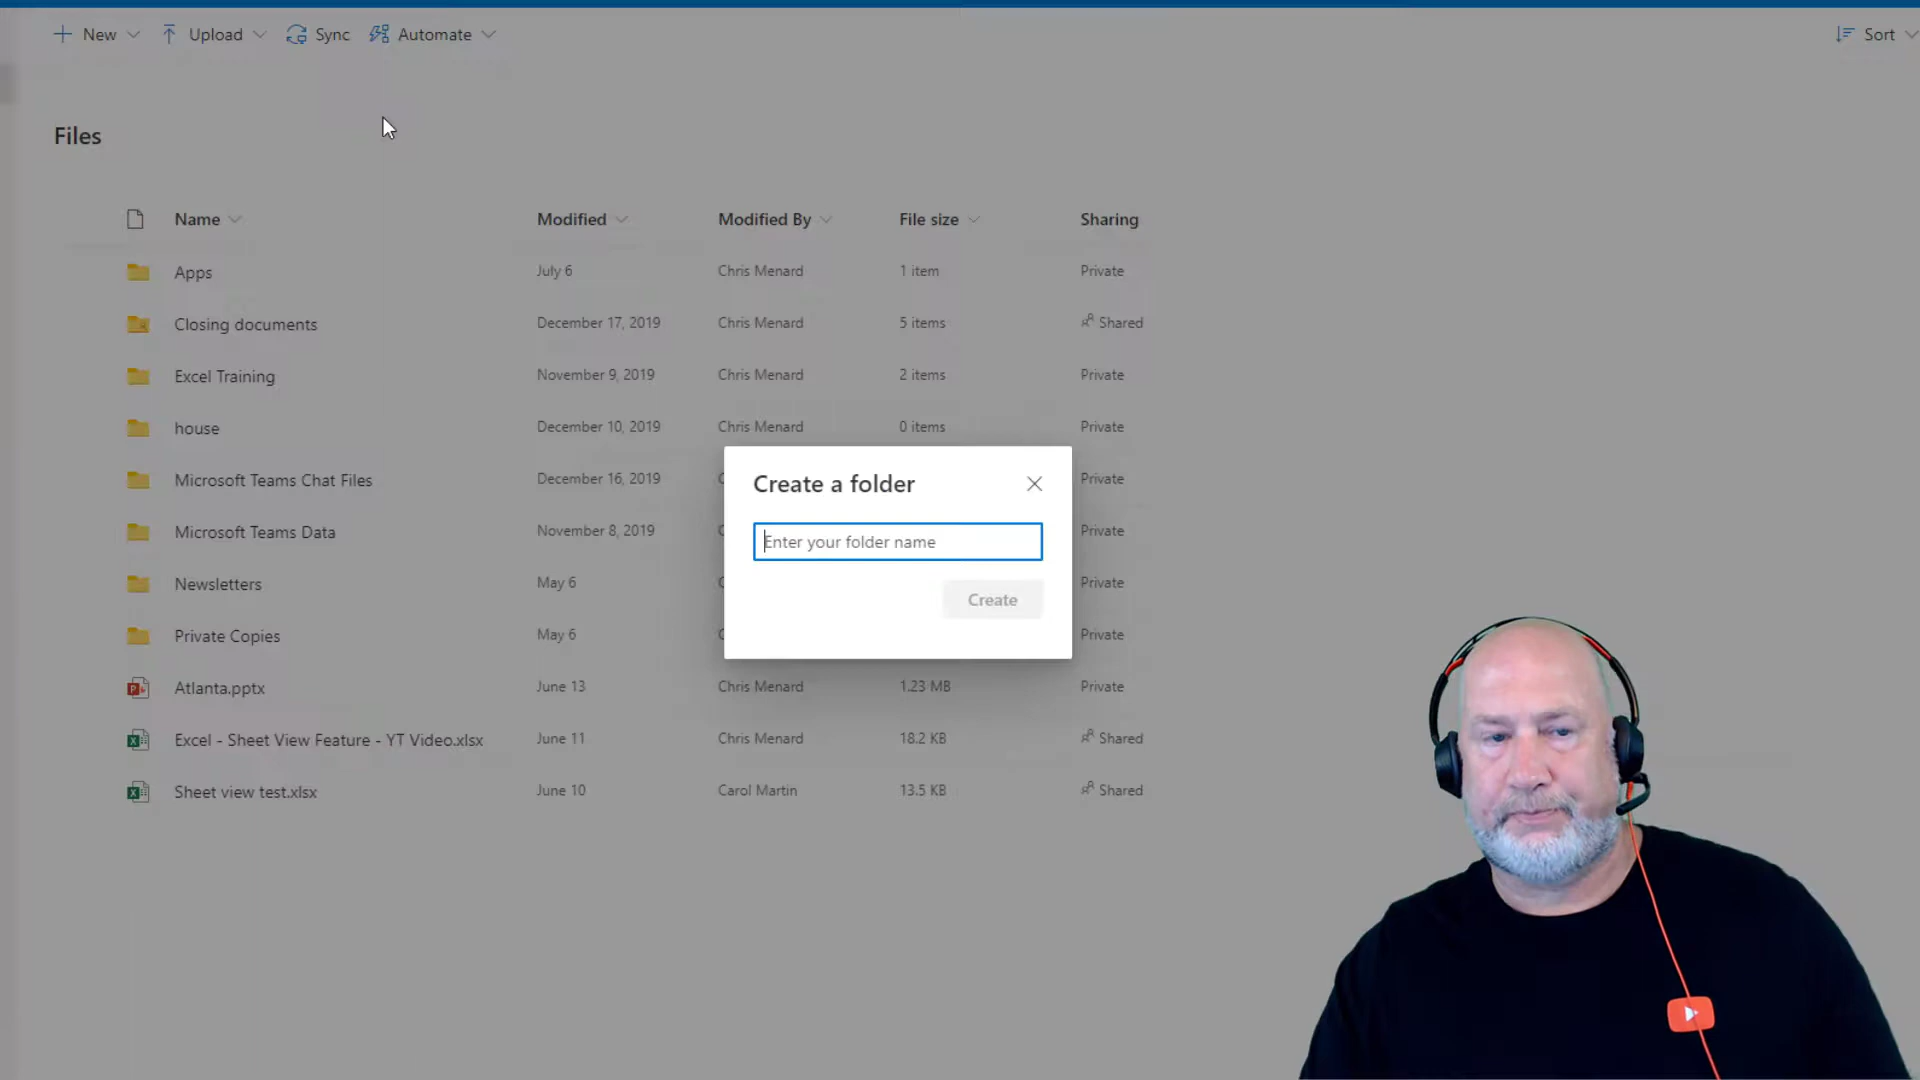 New Upload Sync Automate Sort
Files
Name Modified Modified By File size Sharing
Apps July 6 Chris Menard 1 item Private
Closing documents December 17, 2019 Chris Menard 5 items Shared
Excel Training November 9, 2019 Chris Menard 2 items Private
house December 10, 2019 Chris Menard 0 items Private
Microsoft Teams Chat Files December 16, 2019 Private
Microsoft Teams Data November 8, 2019 Private
Newsletters May 6 Private
Private Copies May 6 Private
Atlanta.pptx June 13 Chris Menard 1.23 MB Private
Excel - Sheet View Feature - YT Video.xlsx June 11 Chris Menard 18.2 KB Shared
Sheet view test.xlsx June 10 Carol Martin 13.5 KB Shared
Create a folder
Enter your folder name
Create